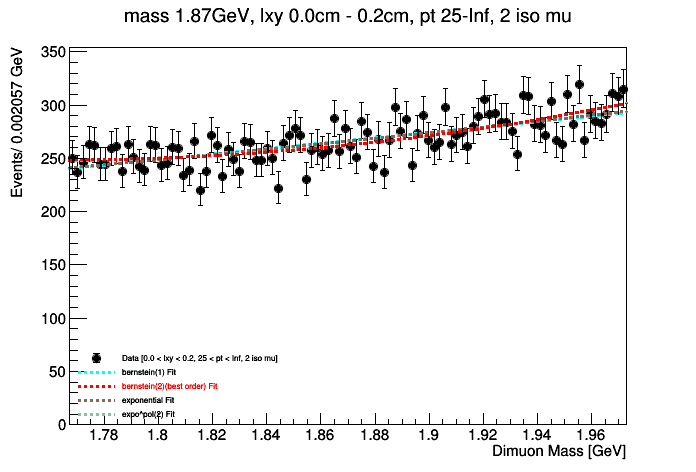 mass 1.87GeV, lxy 0.0cm - 0.2cm, pt 25-Inf, 2 iso mu
Events/ 0.002057 GeV
350
300
250
200
150
100
50
0
Data [0.0 < lxy < 0.2, 25 < pt < Inf, 2 iso mu]
bernstein(1) Fit
bernstein(2)(best order) Fit
exponential Fit
expo*pol(2) Fit
1.78 1.8 1.82 1.84 1.86 1.88 1.9 1.92 1.94 1.96
Dimuon Mass [GeV]